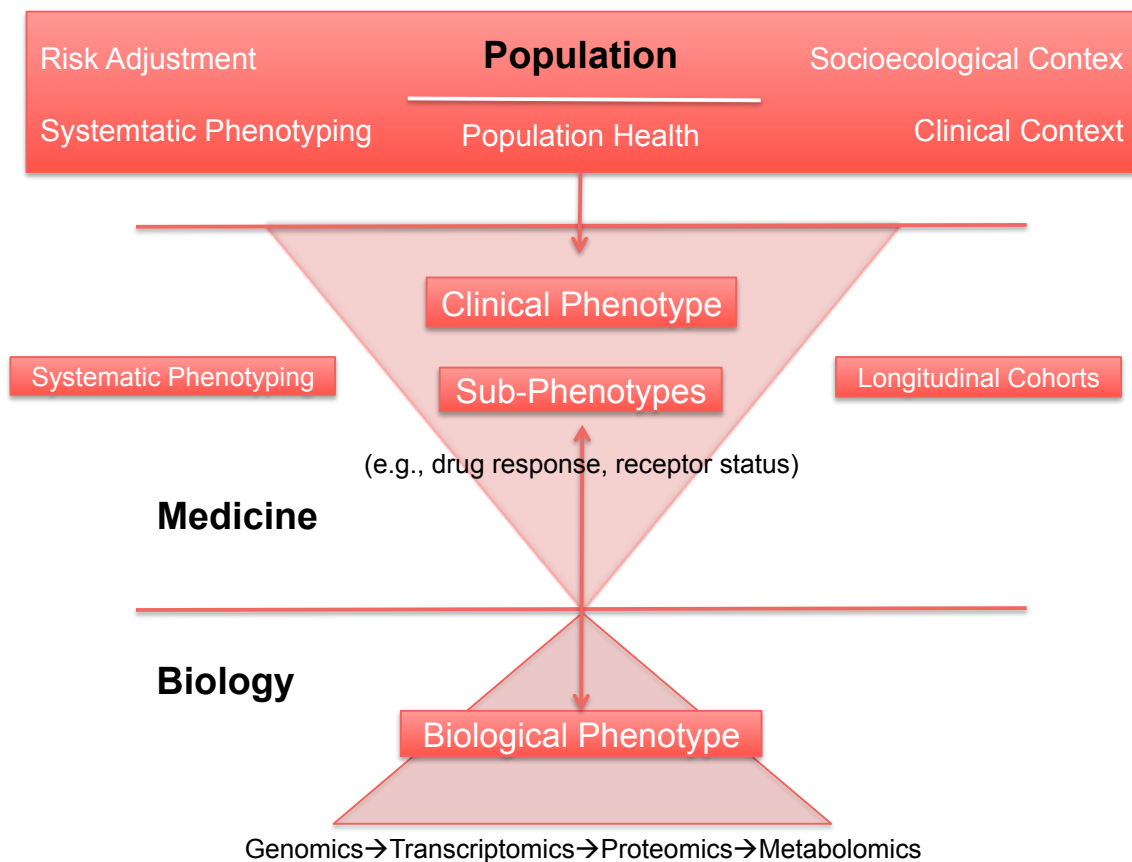 Risk Adjustment
Population
Socioecological Contex
Systemtatic Phenotyping
Population Health
Clinical Context
Clinical Phenotype
Systematic Phenotyping
Sub-Phenotypes
Longitudinal Cohorts
(e.g., drug response, receptor status)
Medicine
Biology
Biological Phenotype
Genomics→Transcriptomics→Proteomics→Metabolomics